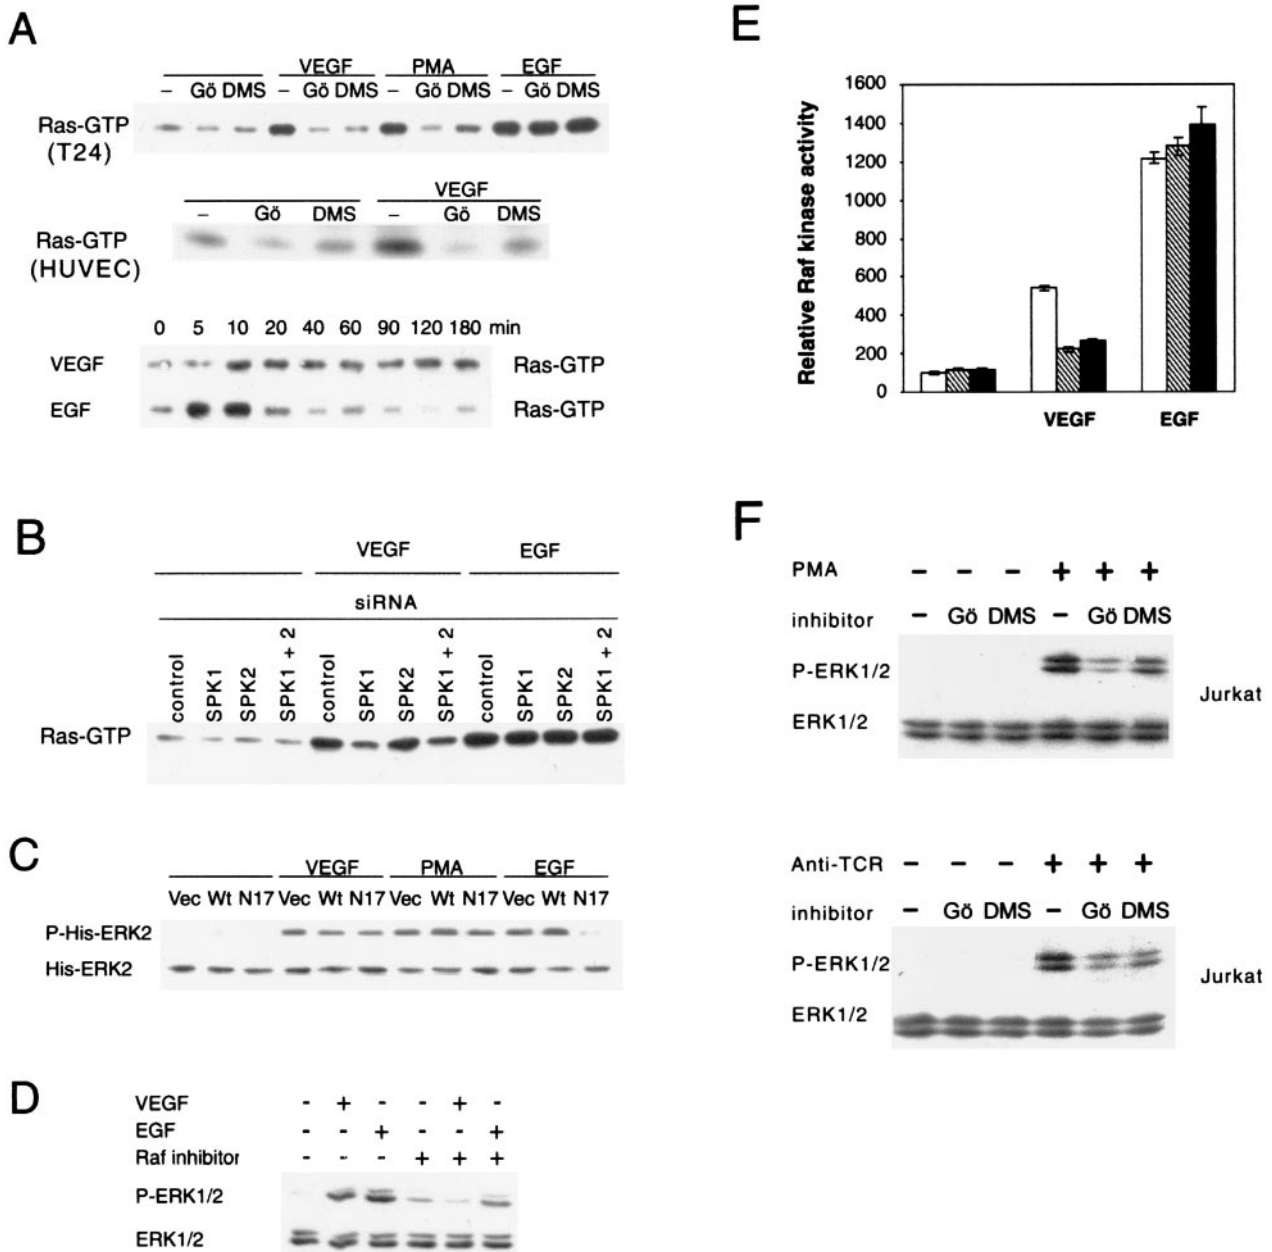 A
VEGF PMA EGF
– Gö DMS – Gö DMS – Gö DMS – Gö DMS
Ras-GTP
(T24)
VEGF
– Gö DMS – Gö DMS
Ras-GTP
(HUVEC)
0 5 10 20 40 60 90 120 180 min
VEGF Ras-GTP
EGF Ras-GTP
B
VEGF EGF
siRNA
control SPK1 SPK2 SPK1 + 2 control SPK1 SPK2 SPK1 + 2 control SPK1 SPK2 SPK1 + 2
Ras-GTP
C
VEGF PMA EGF
Vec Wt N17 Vec Wt N17 Vec Wt N17 Vec Wt N17
P-His-ERK2
His-ERK2
D
VEGF - + - - + -
EGF - - + - - +
Raf inhibitor - - - + + +
P-ERK1/2
ERK1/2
E
Relative Raf kinase activity
1600
1400
1200
1000
800
600
400
200
0
VEGF EGF
F
PMA – – – + + +
inhibitor – Gö DMS – Gö DMS
P-ERK1/2
Jurkat
ERK1/2
Anti-TCR – – – + + +
inhibitor – Gö DMS – Gö DMS
P-ERK1/2
Jurkat
ERK1/2